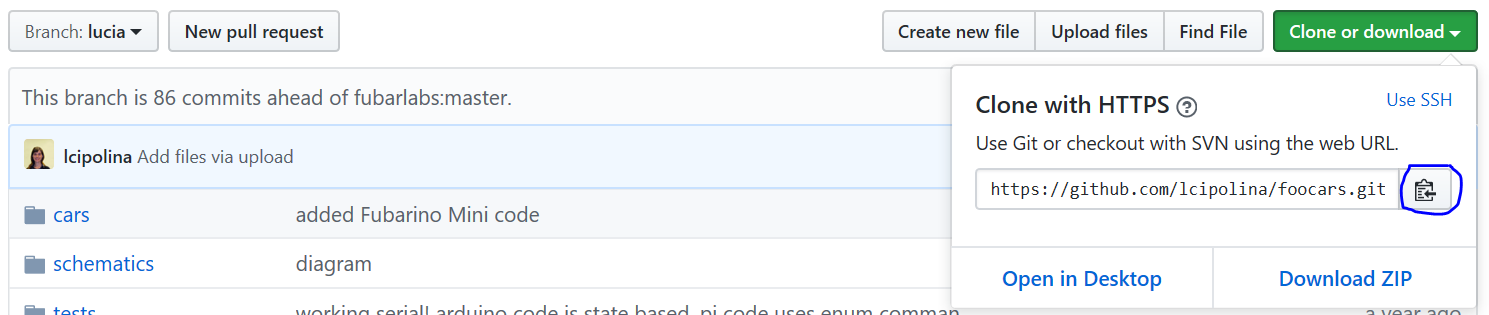 Branch: lucia
New pull request
Create new file
Upload files
Find File
Clone or download
This branch is 86 commits ahead of fubarlabs:master.
lcipolina Add files via upload
cars added Fubarino Mini code
schematics diagram
tests working serial! arduino code is state based, pi code uses enum comman
a year ago
Clone with HTTPS ?
Use SSH
Use Git or checkout with SVN using the web URL.
https://github.com/lcipolina/foocars.git
Open in Desktop
Download ZIP